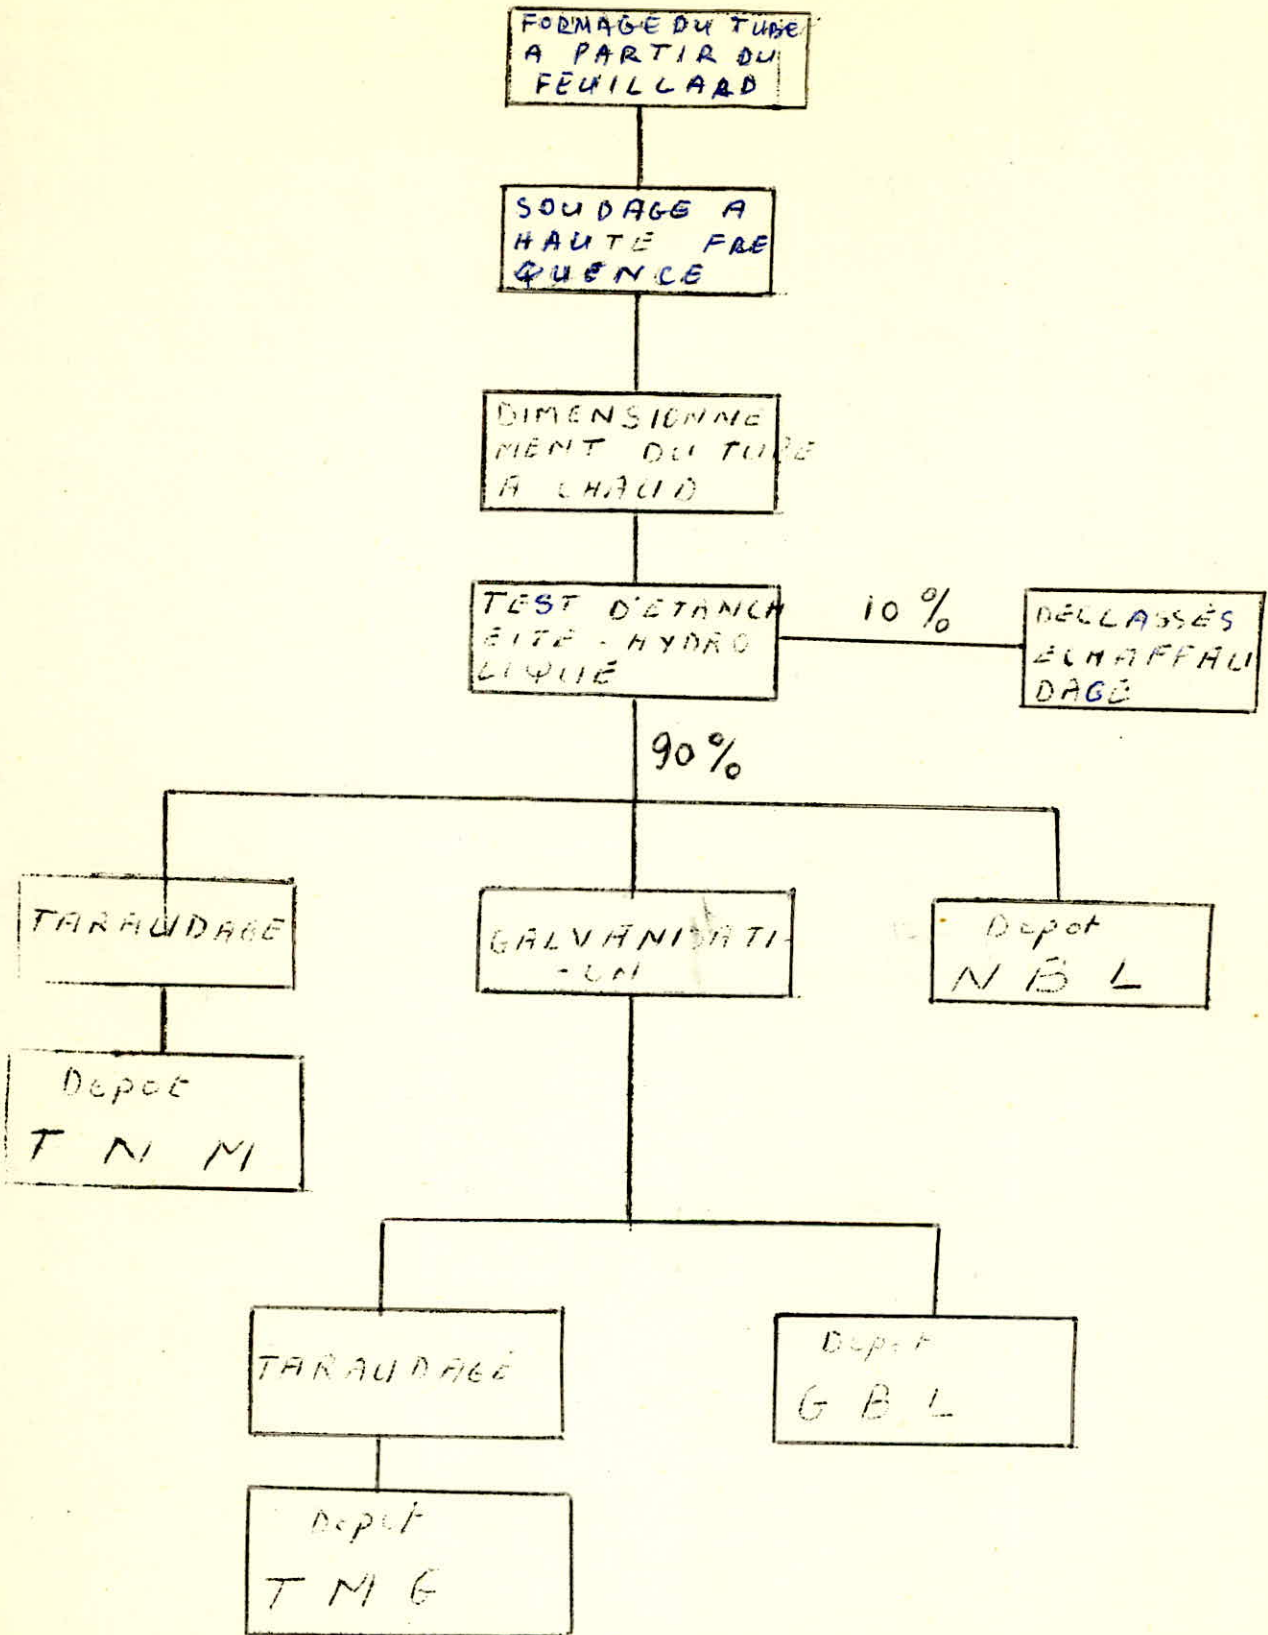 FORMAGE DU TUBE
A PARTIR DU
FEUILLARD
SOUDAGE A
HAUTE FRE
QUENCE
DIMENSIONNE
MENT DU TUBE
A CHAUD
TEST D'ETANCH
EITE - HYDRO
LIQUE
10 %
DECLASSÉS
ECHAFFAU
DAGE
90 %
TARAUDAGE
GALVANISATI-
-ON
Depot
N B L
Depot
T N M
TARAUDAGE
Depot
G B L
Depot
T M G